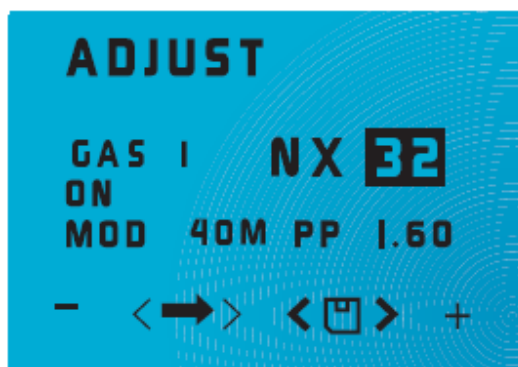 ADJUST
GAS 1 NX 32
ON
MOD 40M PP 1.60
- < > < > +